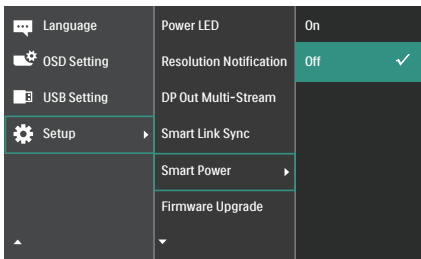 Language
OSD Setting
USB Setting
Setup
Power LED
Resolution Notification
DP Out Multi-Stream
Smart Link Sync
Smart Power
Firmware Upgrade
On
Off